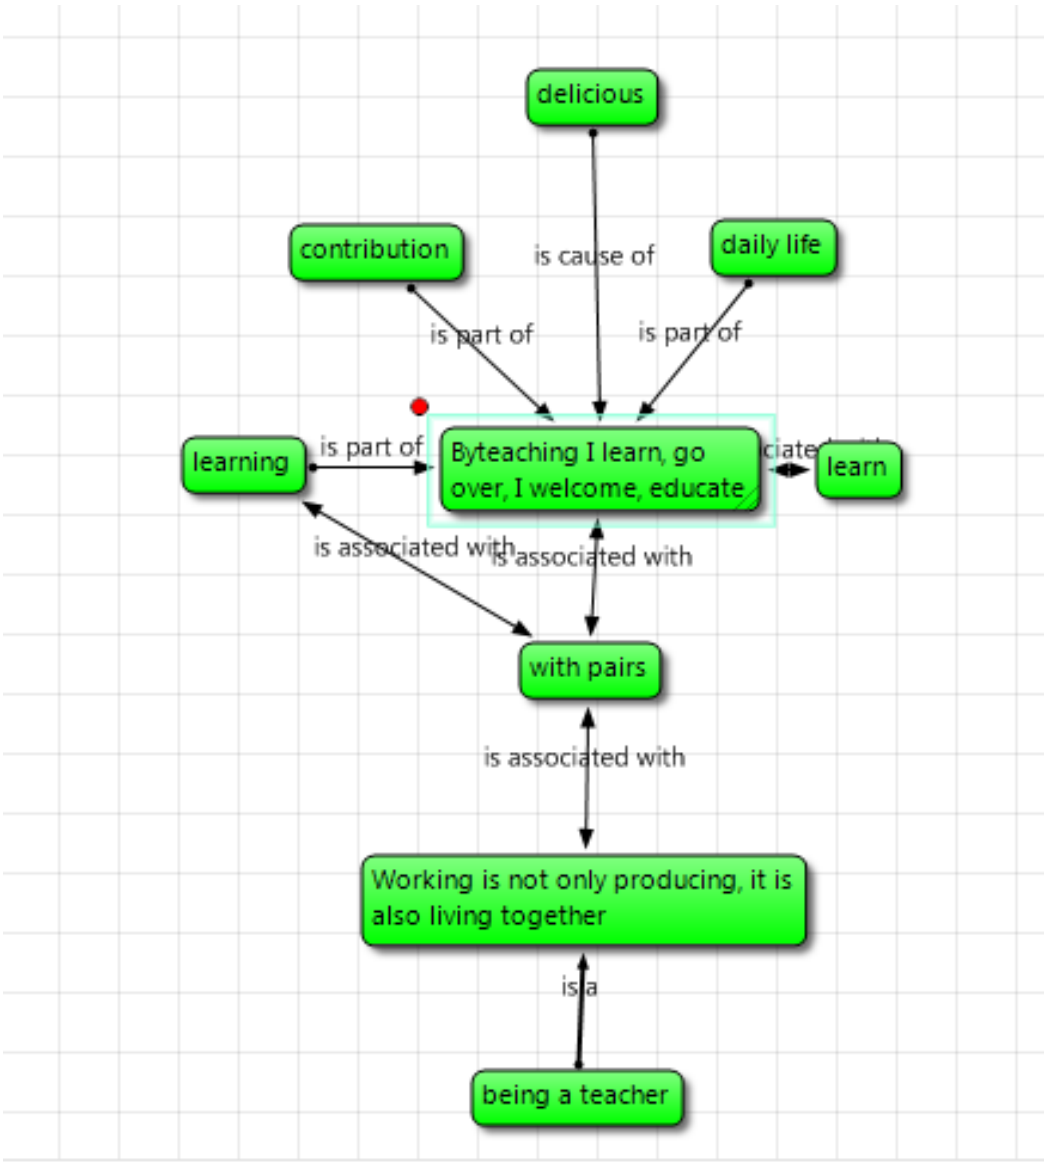 delicious
contribution
is cause of
daily life
is part of
is part of
learning
is part of
Byteaching I learn, go
over, I welcome, educate
learn
is associated with
is associated with
with pairs
is associated with
Working is not only producing, it is
also living together
is a
being a teacher